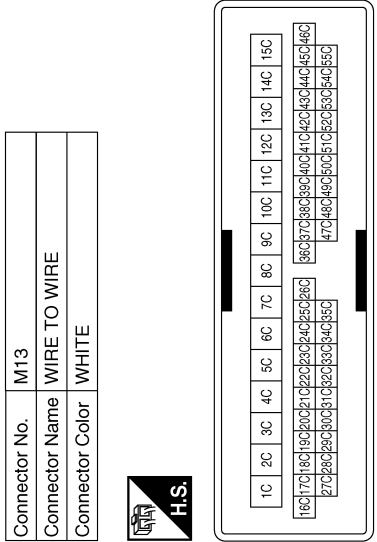 Connector No. M13
Connector Name WIRE TO WIRE
Connector Color WHITE
H.S.
1C 2C 3C 4C 5C 6C 7C 8C 9C 10C 11C 12C 13C 14C 15C
16C 17C 18C 19C 20C 21C 22C 23C 24C 25C 26C 36C 37C 38C 39C 40C 41C 42C 43C 44C 45C 46C
27C 28C 29C 30C 31C 32C 33C 34C 35C 47C 48C 49C 50C 51C 52C 53C 54C 55C